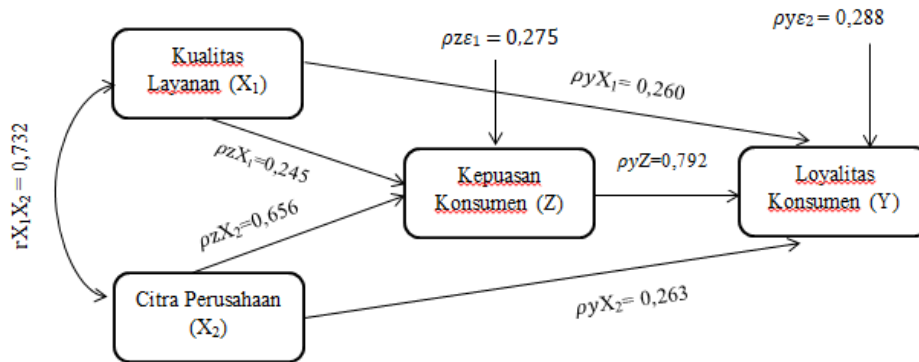 ρzε₁ = 0,275
ρyε₂ = 0,288
Kualitas
Layanan (X₁)
ρyX₁= 0,260
rX₁X₂ = 0,732
ρzX₁=0,245
Kepuasan
Konsumen (Z)
ρyZ=0,792
Loyalitas
Konsumen (Y)
ρzX₂=0,656
Citra Perusahaan
(X₂)
ρyX₂= 0,263